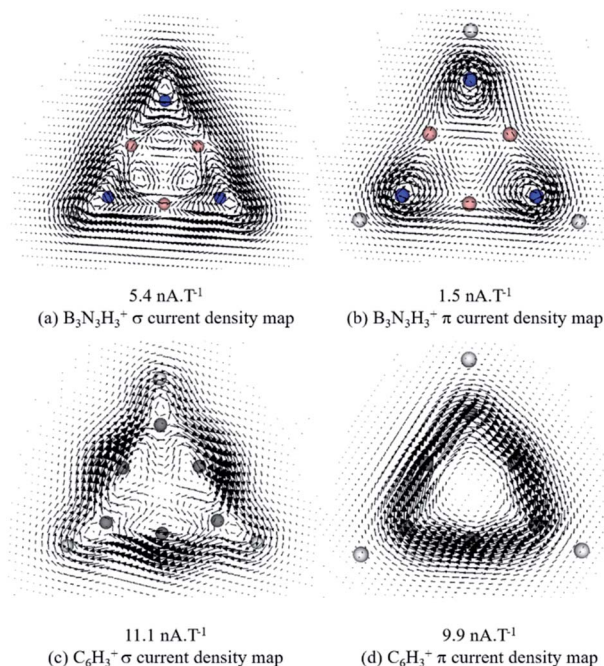 5.4 nA.T⁻¹
1.5 nA.T⁻¹
(a) B₃N₃H₃⁺ σ current density map
(b) B₃N₃H₃⁺ π current density map
11.1 nA.T⁻¹
9.9 nA.T⁻¹
(c) C₆H₃⁺ σ current density map
(d) C₆H₃⁺ π current density map